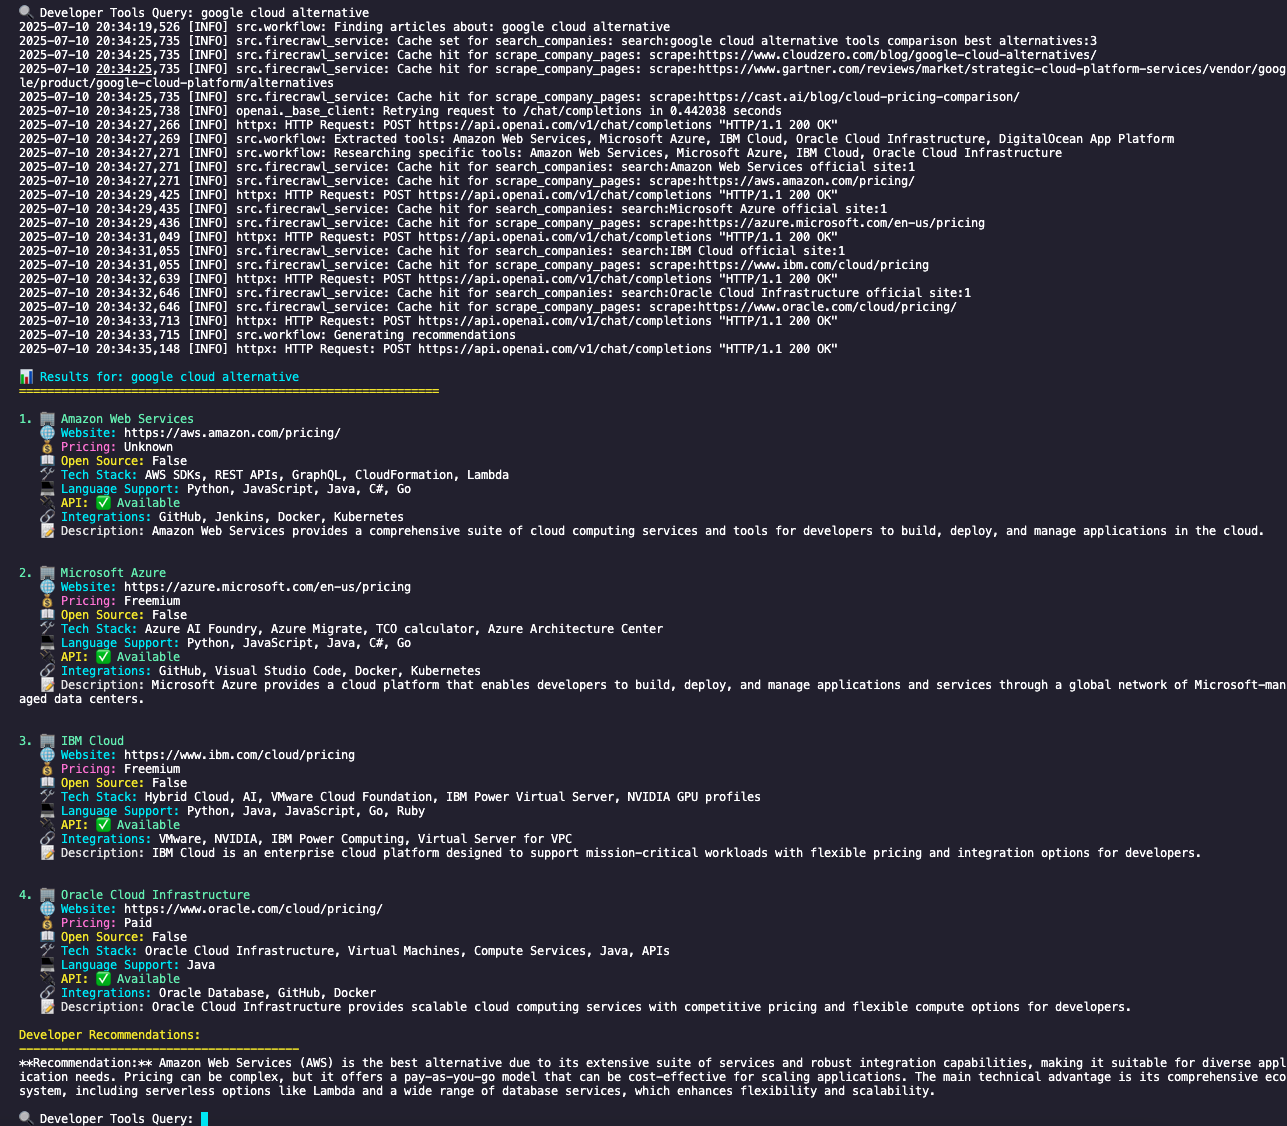 🔍 Developer Tools Query: google cloud alternative
2025-07-10 20:34:19,526 [INFO] src.workflow: Finding articles about: google cloud alternative
2025-07-10 20:34:25,735 [INFO] src.firecrawl_service: Cache set for search_companies: search:google cloud alternative tools comparison best alternatives:3
2025-07-10 20:34:25,735 [INFO] src.firecrawl_service: Cache hit for scrape_company_pages: scrape:https://www.cloudzero.com/blog/google-cloud-alternatives/
2025-07-10 20:34:25,735 [INFO] src.firecrawl_service: Cache hit for scrape_company_pages: scrape:https://www.gartner.com/reviews/market/strategic-cloud-platform-services/vendor/goog
le/product/google-cloud-platform/alternatives
2025-07-10 20:34:25,735 [INFO] src.firecrawl_service: Cache hit for scrape_company_pages: scrape:https://cast.ai/blog/cloud-pricing-comparison/
2025-07-10 20:34:25,738 [INFO] openai._base_client: Retrying request to /chat/completions in 0.442038 seconds
2025-07-10 20:34:27,266 [INFO] httpx: HTTP Request: POST https://api.openai.com/v1/chat/completions "HTTP/1.1 200 OK"
2025-07-10 20:34:27,269 [INFO] src.workflow: Extracted tools: Amazon Web Services, Microsoft Azure, IBM Cloud, Oracle Cloud Infrastructure, DigitalOcean App Platform
2025-07-10 20:34:27,271 [INFO] src.workflow: Researching specific tools: Amazon Web Services, Microsoft Azure, IBM Cloud, Oracle Cloud Infrastructure
2025-07-10 20:34:27,271 [INFO] src.firecrawl_service: Cache hit for search_companies: search:Amazon Web Services official site:1
2025-07-10 20:34:27,271 [INFO] src.firecrawl_service: Cache hit for scrape_company_pages: scrape:https://aws.amazon.com/pricing/
2025-07-10 20:34:29,425 [INFO] httpx: HTTP Request: POST https://api.openai.com/v1/chat/completions "HTTP/1.1 200 OK"
2025-07-10 20:34:29,435 [INFO] src.firecrawl_service: Cache hit for search_companies: search:Microsoft Azure official site:1
2025-07-10 20:34:29,436 [INFO] src.firecrawl_service: Cache hit for scrape_company_pages: scrape:https://azure.microsoft.com/en-us/pricing
2025-07-10 20:34:31,049 [INFO] httpx: HTTP Request: POST https://api.openai.com/v1/chat/completions "HTTP/1.1 200 OK"
2025-07-10 20:34:31,055 [INFO] src.firecrawl_service: Cache hit for search_companies: search:IBM Cloud official site:1
2025-07-10 20:34:31,055 [INFO] src.firecrawl_service: Cache hit for scrape_company_pages: scrape:https://www.ibm.com/cloud/pricing
2025-07-10 20:34:32,639 [INFO] httpx: HTTP Request: POST https://api.openai.com/v1/chat/completions "HTTP/1.1 200 OK"
2025-07-10 20:34:32,646 [INFO] src.firecrawl_service: Cache hit for search_companies: search:Oracle Cloud Infrastructure official site:1
2025-07-10 20:34:32,646 [INFO] src.firecrawl_service: Cache hit for scrape_company_pages: scrape:https://www.oracle.com/cloud/pricing/
2025-07-10 20:34:33,713 [INFO] httpx: HTTP Request: POST https://api.openai.com/v1/chat/completions "HTTP/1.1 200 OK"
2025-07-10 20:34:33,715 [INFO] src.workflow: Generating recommendations
2025-07-10 20:34:35,148 [INFO] httpx: HTTP Request: POST https://api.openai.com/v1/chat/completions "HTTP/1.1 200 OK"
📊 Results for: google cloud alternative
============================================================
1. 🏢 Amazon Web Services
🌐 Website: https://aws.amazon.com/pricing/
💰 Pricing: Unknown
📖 Open Source: False
🛠️ Tech Stack: AWS SDKs, REST APIs, GraphQL, CloudFormation, Lambda
💻 Language Support: Python, JavaScript, Java, C#, Go
🔌 API: ✅ Available
🔗 Integrations: GitHub, Jenkins, Docker, Kubernetes
📝 Description: Amazon Web Services provides a comprehensive suite of cloud computing services and tools for developers to build, deploy, and manage applications in the cloud.
2. 🏢 Microsoft Azure
🌐 Website: https://azure.microsoft.com/en-us/pricing
💰 Pricing: Freemium
📖 Open Source: False
🛠️ Tech Stack: Azure AI Foundry, Azure Migrate, TCO calculator, Azure Architecture Center
💻 Language Support: Python, JavaScript, Java, C#, Go
🔌 API: ✅ Available
🔗 Integrations: GitHub, Visual Studio Code, Docker, Kubernetes
📝 Description: Microsoft Azure provides a cloud platform that enables developers to build, deploy, and manage applications and services through a global network of Microsoft-man
aged data centers.
3. 🏢 IBM Cloud
🌐 Website: https://www.ibm.com/cloud/pricing
💰 Pricing: Freemium
📖 Open Source: False
🛠️ Tech Stack: Hybrid Cloud, AI, VMware Cloud Foundation, IBM Power Virtual Server, NVIDIA GPU profiles
💻 Language Support: Python, Java, JavaScript, Go, Ruby
🔌 API: ✅ Available
🔗 Integrations: VMware, NVIDIA, IBM Power Computing, Virtual Server for VPC
📝 Description: IBM Cloud is an enterprise cloud platform designed to support mission-critical workloads with flexible pricing and integration options for developers.
4. 🏢 Oracle Cloud Infrastructure
🌐 Website: https://www.oracle.com/cloud/pricing/
💰 Pricing: Paid
📖 Open Source: False
🛠️ Tech Stack: Oracle Cloud Infrastructure, Virtual Machines, Compute Services, Java, APIs
💻 Language Support: Java
🔌 API: ✅ Available
🔗 Integrations: Oracle Database, GitHub, Docker
📝 Description: Oracle Cloud Infrastructure provides scalable cloud computing services with competitive pricing and flexible compute options for developers.
Developer Recommendations:
----------------------------------------
**Recommendation:** Amazon Web Services (AWS) is the best alternative due to its extensive suite of services and robust integration capabilities, making it suitable for diverse appl
ication needs. Pricing can be complex, but it offers a pay-as-you-go model that can be cost-effective for scaling applications. The main technical advantage is its comprehensive eco
system, including serverless options like Lambda and a wide range of database services, which enhances flexibility and scalability.
🔍 Developer Tools Query: